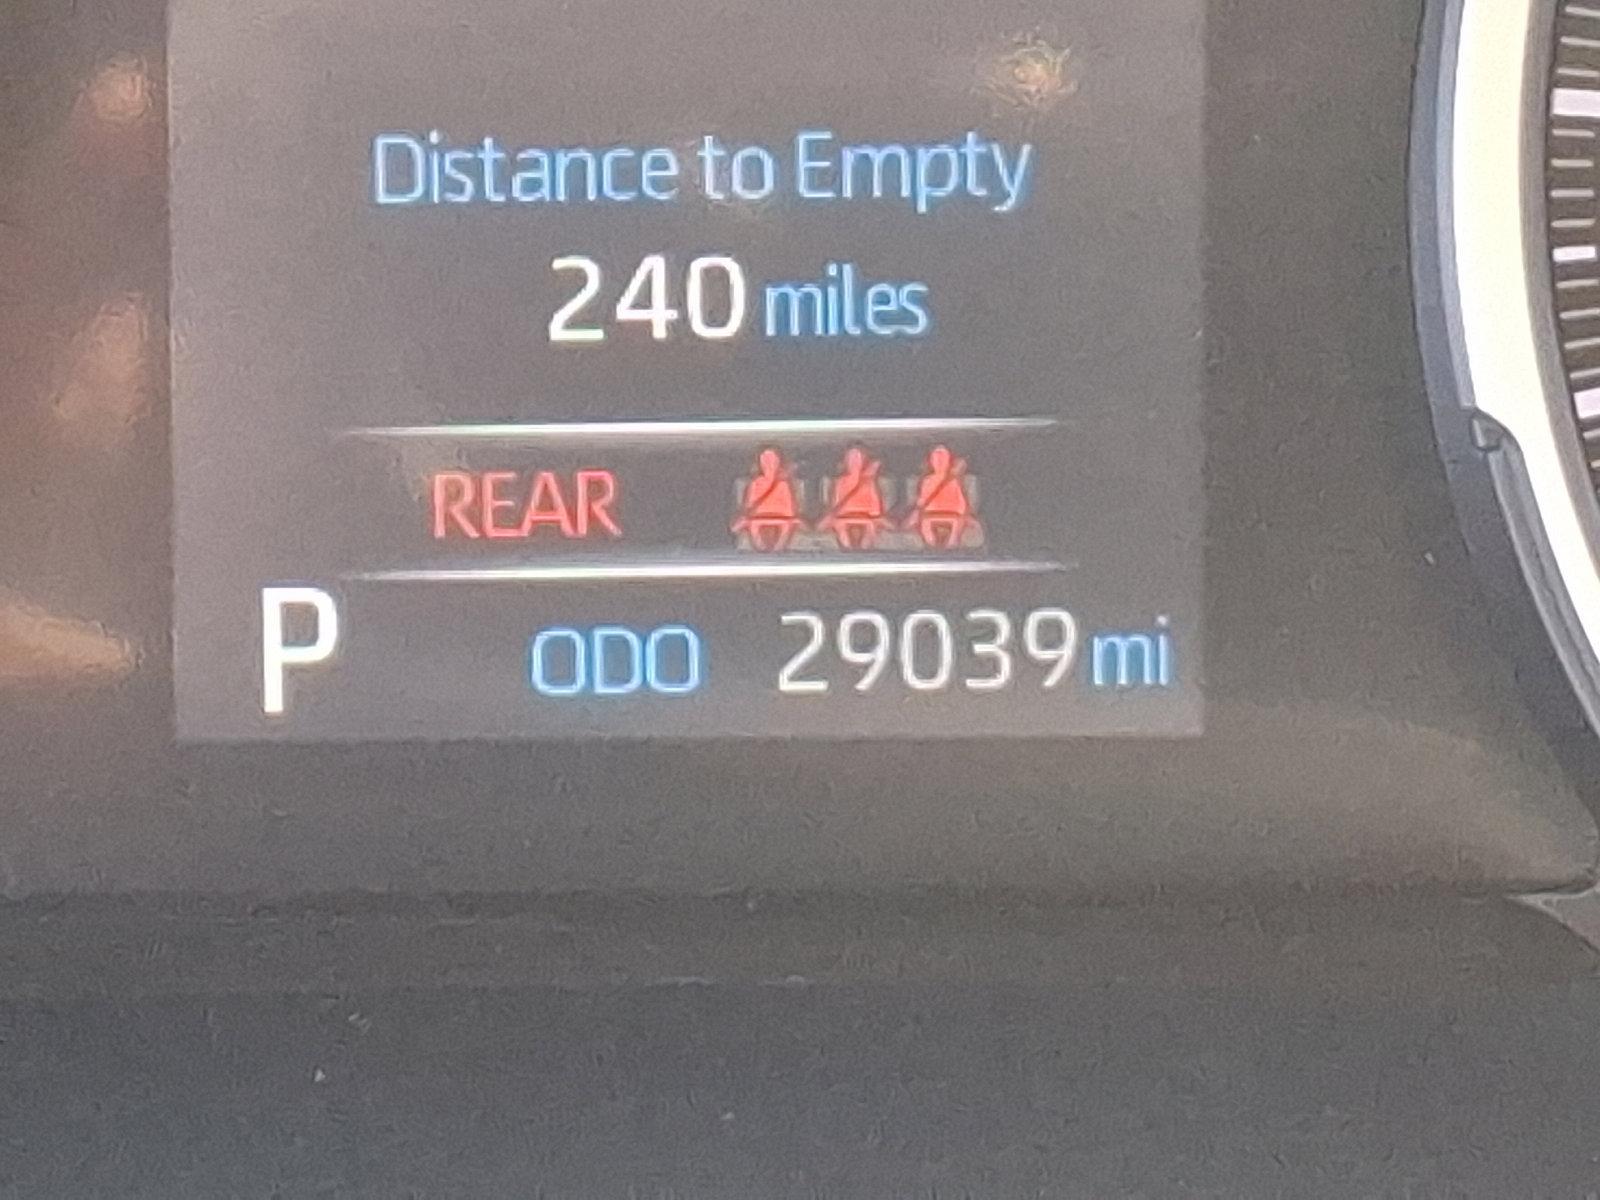 Distance to Empty
240 miles
REAR
P ODO 29039 mi